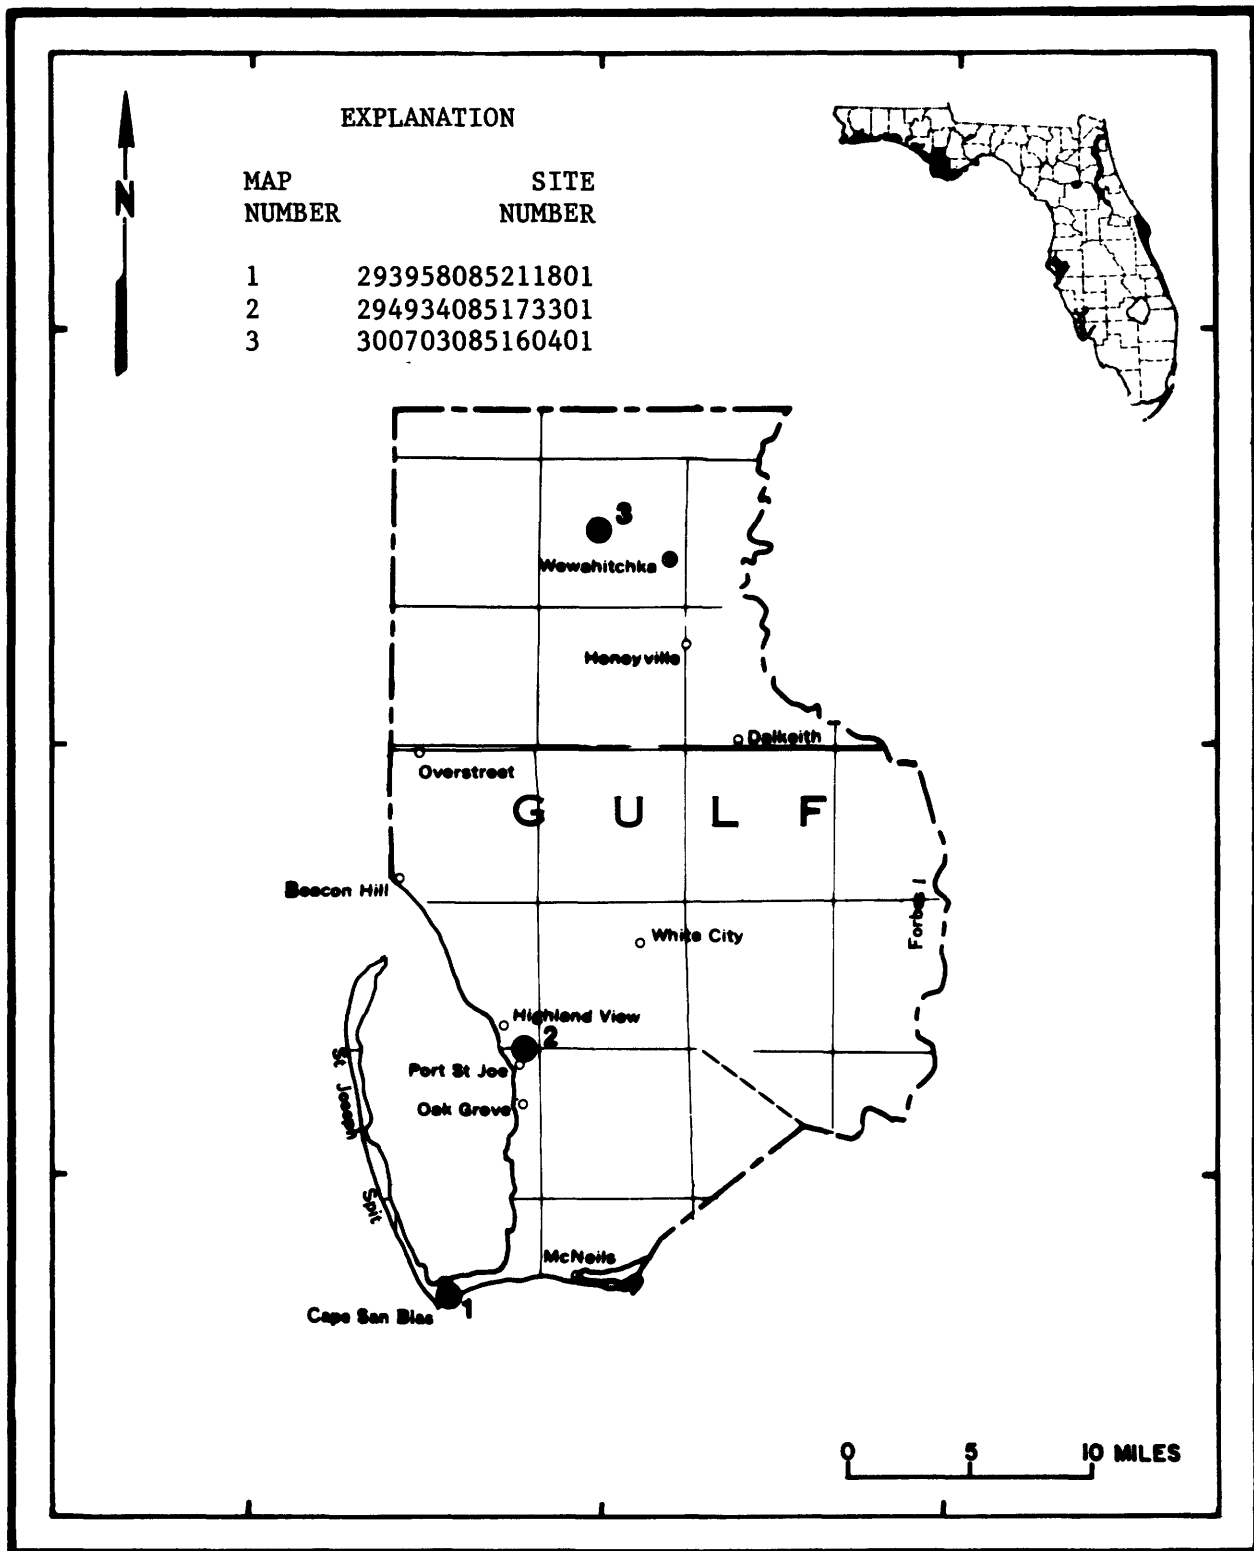 EXPLANATION
MAP NUMBER
SITE NUMBER
1 293958085211801
2 294934085173301
3 300703085160401
N
3
Wewahitchka
Honeyville
Dalkeith
Overstreet
G U L F
Beacon Hill
Forbes I
White City
Highland View
2
Port St Joe
Oak Grove
St Joseph Spit
McNeils
Cape San Blas
1
0 5 10 MILES